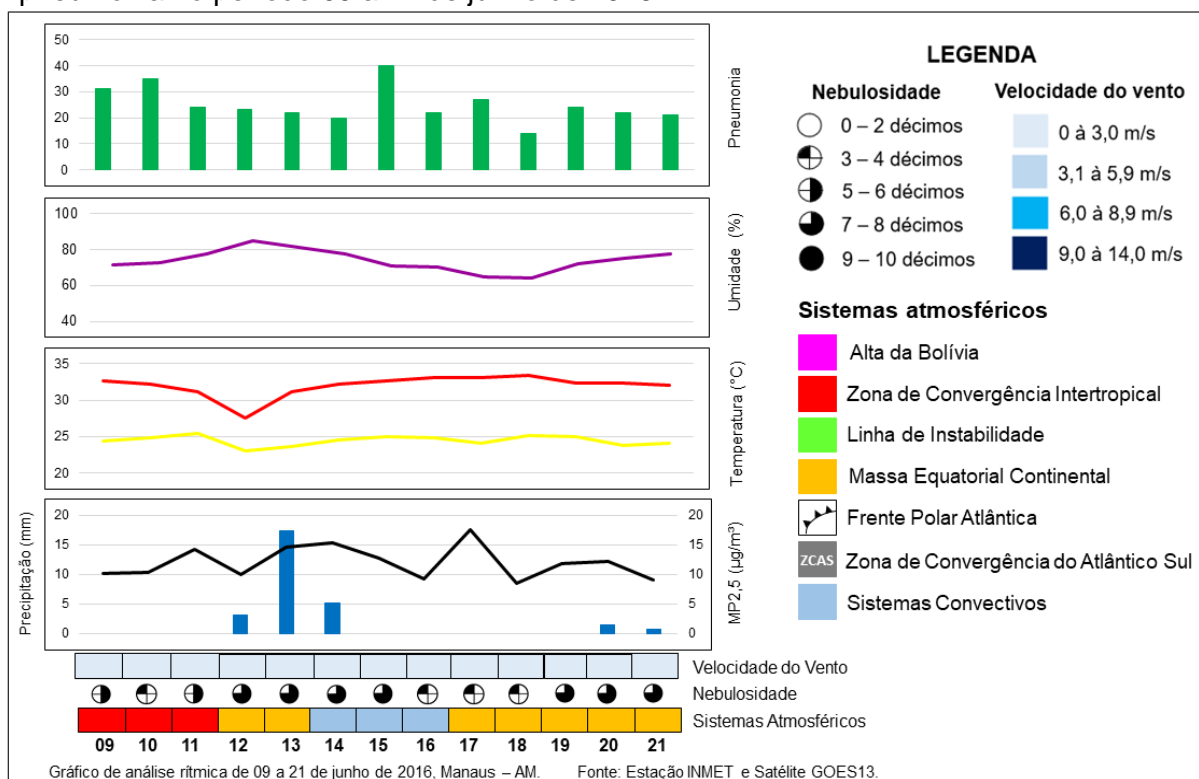 50
40
30
20
10
0
Pneumonia
100
80
60
40
Umidade (%)
35
30
25
20
Temperatura (°C)
Precipitação (mm)
20
15
10
5
0
20
15
10
5
0
MP2,5 (µg/m³)
Velocidade do Vento
Nebulosidade
Sistemas Atmosféricos
09 10 11 12 13 14 15 16 17 18 19 20 21
Gráfico de análise rítmica de 09 a 21 de junho de 2016, Manaus – AM. Fonte: Estação INMET e Satélite GOES13.
LEGENDA
Nebulosidade
0 – 2 décimos
3 – 4 décimos
5 – 6 décimos
7 – 8 décimos
9 – 10 décimos
Velocidade do vento
0 à 3,0 m/s
3,1 à 5,9 m/s
6,0 à 8,9 m/s
9,0 à 14,0 m/s
Sistemas atmosféricos
Alta da Bolívia
Zona de Convergência Intertropical
Linha de Instabilidade
Massa Equatorial Continental
Frente Polar Atlântica
ZCAS Zona de Convergência do Atlântico Sul
Sistemas Convectivos